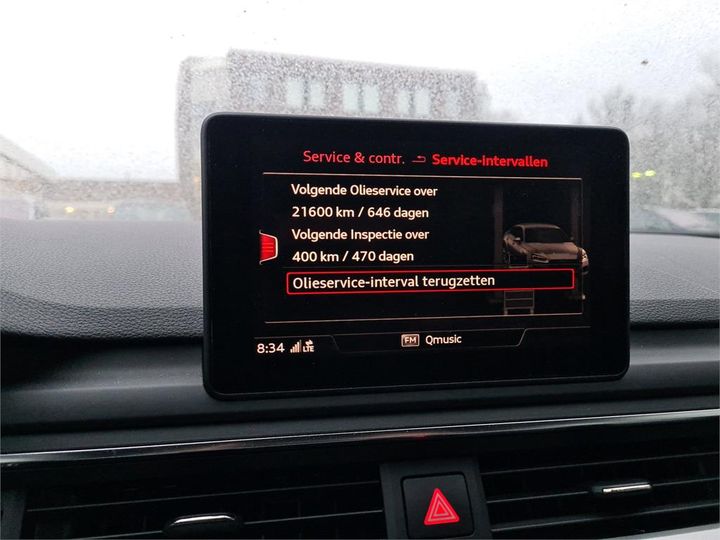 Service & contr. Service-intervallen
Volgende Olieservice over
21600 km / 646 dagen
Volgende Inspectie over
400 km / 470 dagen
Olieservice-interval terugzetten
8:34 LTE FM Qmusic